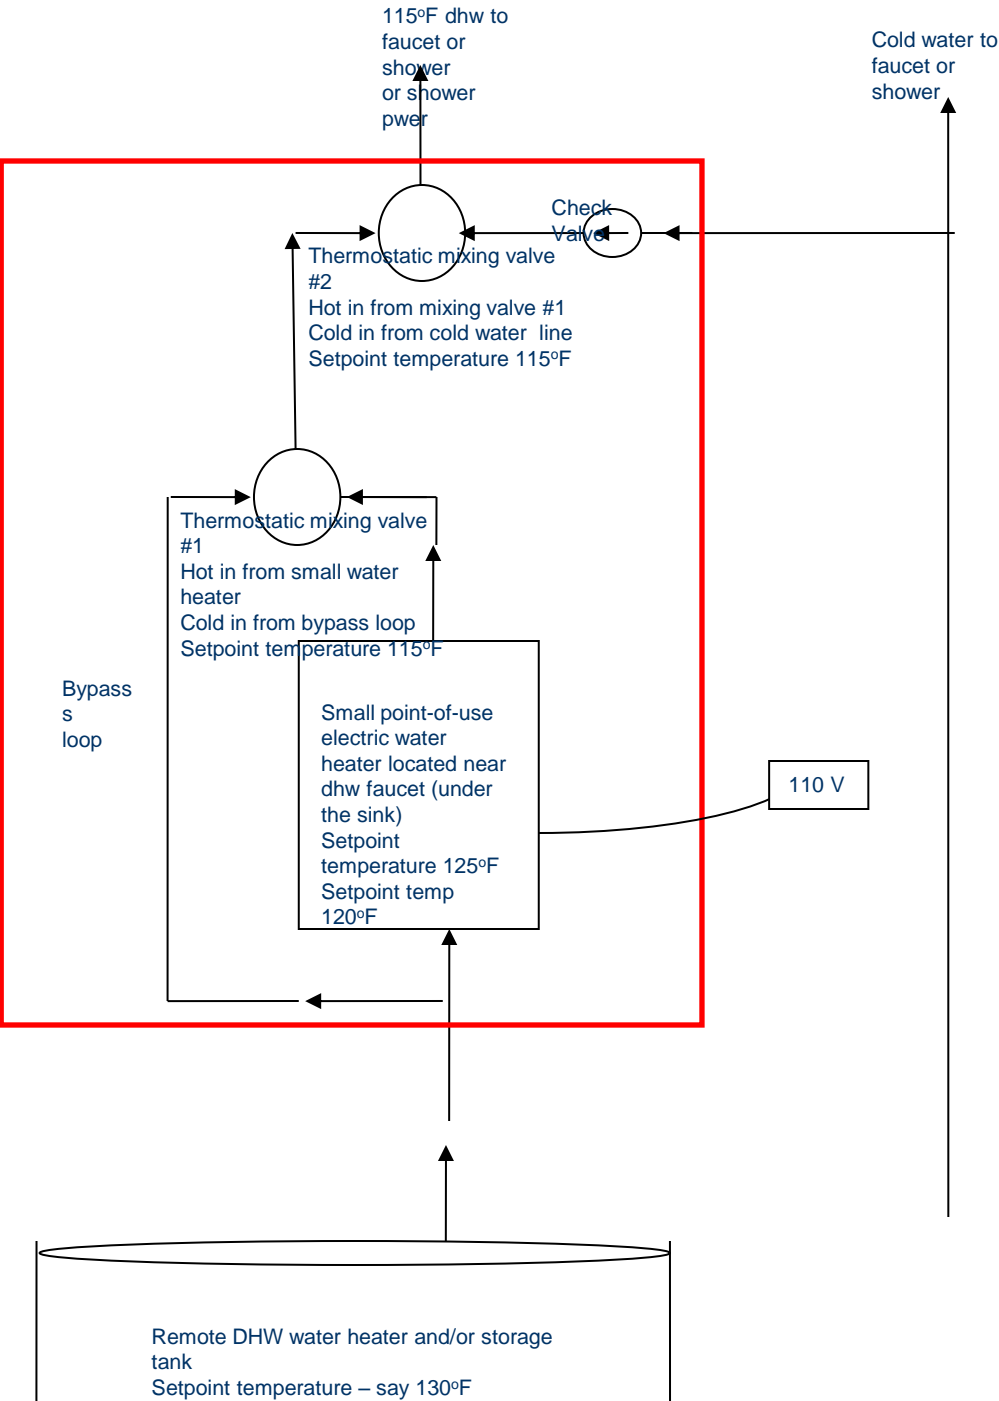 115ºF dhw to
faucet or
shower
or shower
pwer
Cold water to
faucet or
shower
Check
Valve
Thermostatic mixing valve
#2
Hot in from mixing valve #1
Cold in from cold water line
Setpoint temperature 115ºF
Thermostatic mixing valve
#1
Hot in from small water
heater
Cold in from bypass loop
Setpoint temperature 115ºF
Bypass
s
loop
Small point-of-use
electric water
heater located near
dhw faucet (under
the sink)
Setpoint
temperature 125ºF
Setpoint temp
120ºF
110 V
Remote DHW water heater and/or storage
tank
Setpoint temperature – say 130ºF